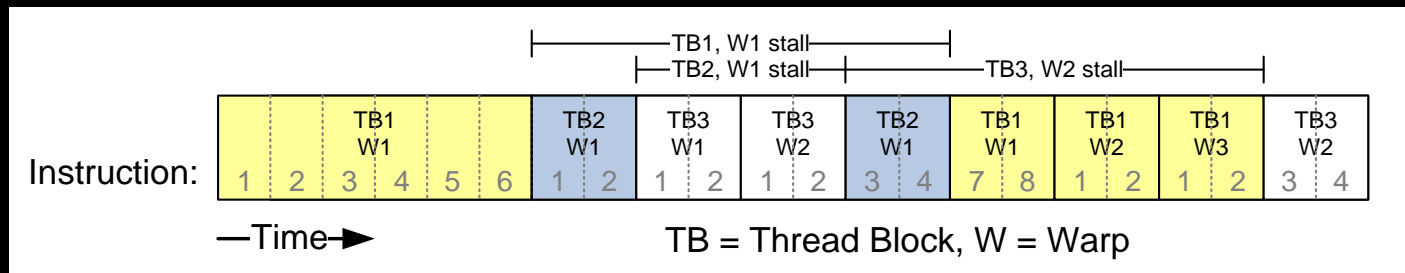 TB1, W1 stall
TB2, W1 stall
TB3, W2 stall
TB1 TB2 TB3 TB3 TB2 TB1 TB1 TB1 TB3
W1 W1 W1 W2 W1 W1 W2 W3 W2
Instruction: 1 2 3 4 5 6 1 2 1 2 1 2 3 4 7 8 1 2 1 2 3 4
Time
TB = Thread Block, W = Warp